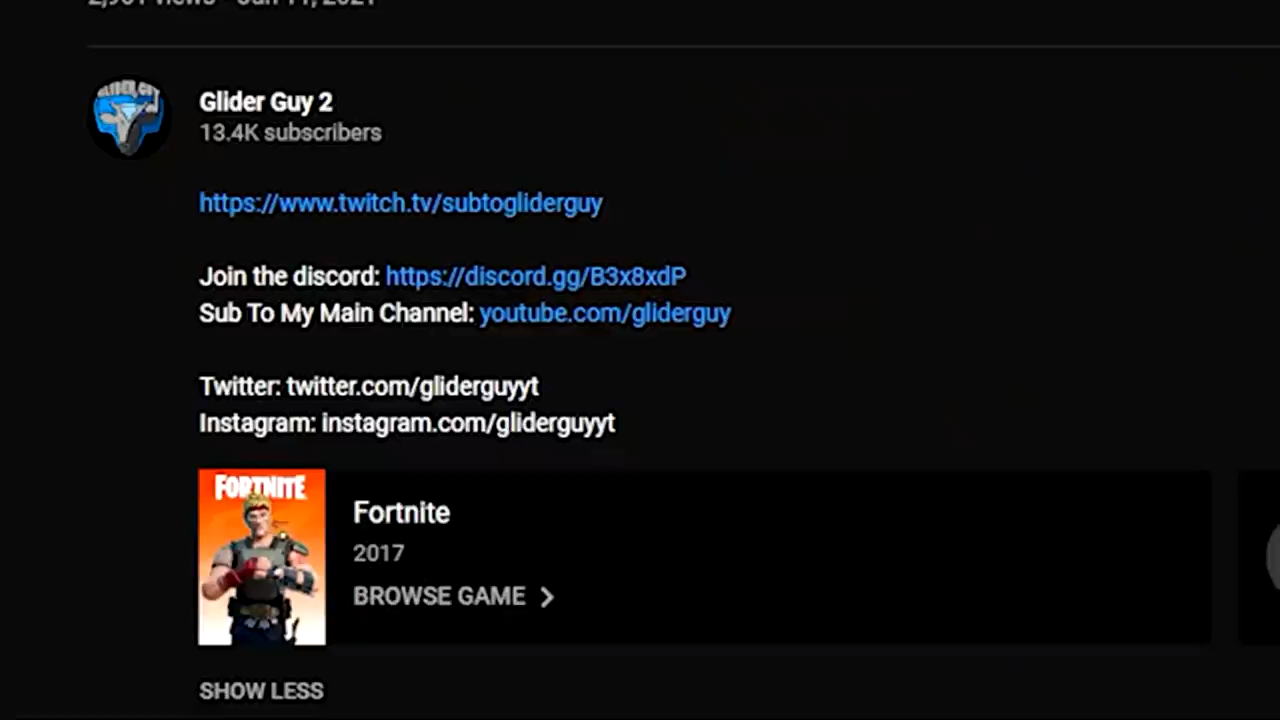 Glider Guy 2
13.4K subscribers
https://www.twitch.tv/subtogliderguy
Join the discord: https://discord.gg/B3x8xdP
Sub To My Main Channel: youtube.com/gliderguy
Twitter: twitter.com/gliderguyyt
Instagram: instagram.com/gliderguyyt
FORTNITE
Fortnite
2017
BROWSE GAME
SHOW LESS